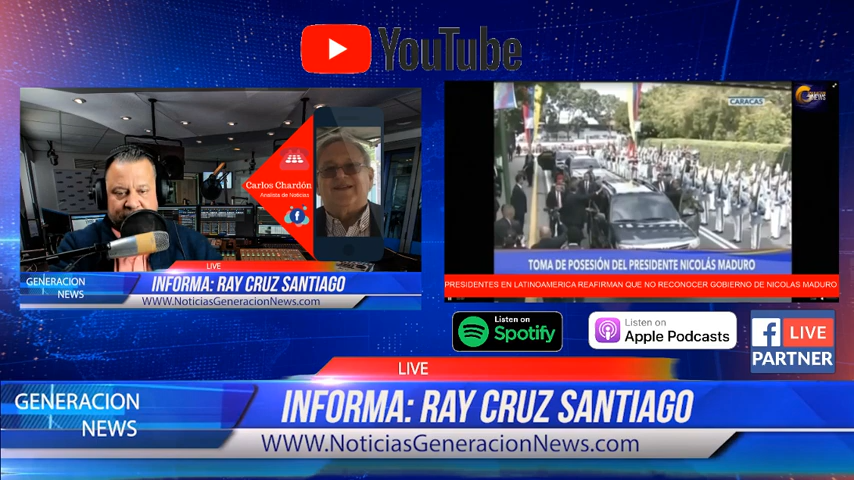 YouTube
Carlos Chardón
Analista de Noticias
LIVE
GENERACION
NEWS
INFORMA: RAY CRUZ SANTIAGO
WWW.NoticiasGeneracionNews.com
CARACAS
NEWS
TOMA DE POSESIÓN DEL PRESIDENTE NICOLÁS MADURO
PRESIDENTES EN LATINOAMERICA REAFIRMAN QUE NO RECONOCER GOBIERNO DE NICOLAS MADURO
Listen on
Spotify
Listen on
Apple Podcasts
f LIVE
PARTNER
LIVE
GENERACION
NEWS
INFORMA: RAY CRUZ SANTIAGO
WWW.NoticiasGeneracionNews.com